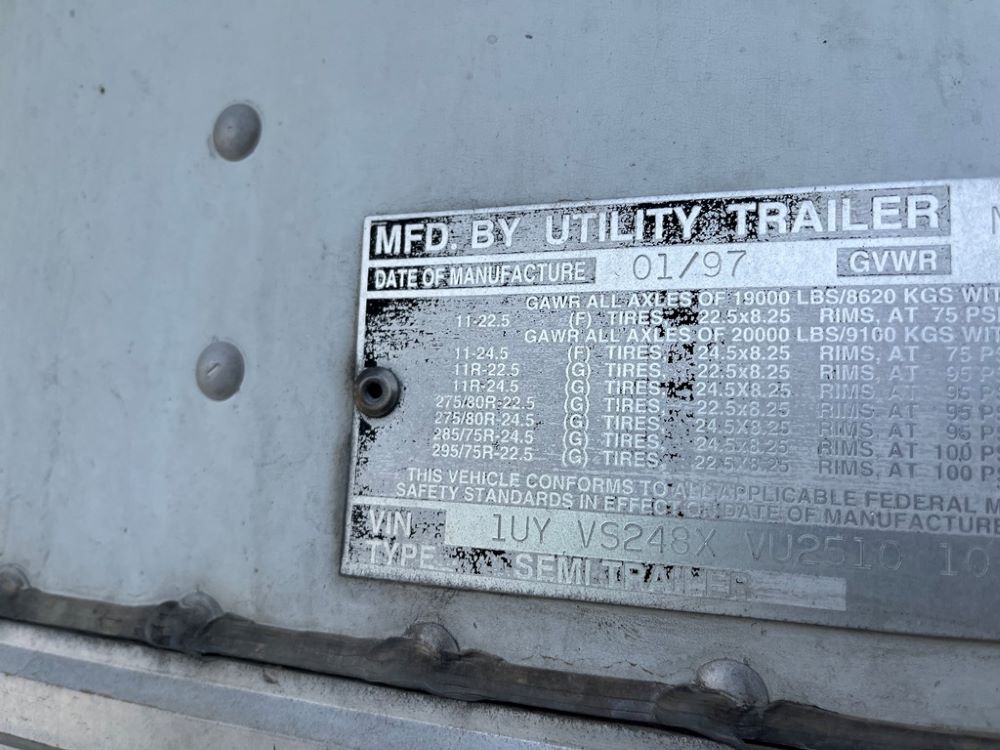 MFD. BY UTILITY TRAILER
DATE OF MANUFACTURE 01/97 GVWR
GAWR ALL AXLES OF 19000 LBS/8620 KGS WIT
11-22.5 (F) TIRES, 22.5x8.25 RIMS, AT 75 PS
GAWR ALL AXLES OF 20000 LBS/9100 KGS WIT
11-24.5 (F) TIRES, 24.5x8.25 RIMS, AT 75 P
11R-22.5 (G) TIRES, 22.5x8.25 RIMS, AT 95 P
11R-24.5 (G) TIRES, 24.5X8.25 RIMS, AT 95 P
275/80R-22.5 (G) TIRES, 22.5x8.25 RIMS, AT 95 P
275/80R-24.5 (G) TIRES, 24.5X8.25 RIMS, AT 95 P
285/75R-24.5 (G) TIRES, 24.5X8.25 RIMS, AT 100 PS
295/75R-22.5 (G) TIRES, 22.5X8.25 RIMS, AT 100 P
THIS VEHICLE CONFORMS TO ALL APPLICABLE FEDERAL M
SAFETY STANDARDS IN EFFECT ON DATE OF MANUFACTURE
VIN 1UY VS248X VU2510 10
TYPE SEMI TRAILER